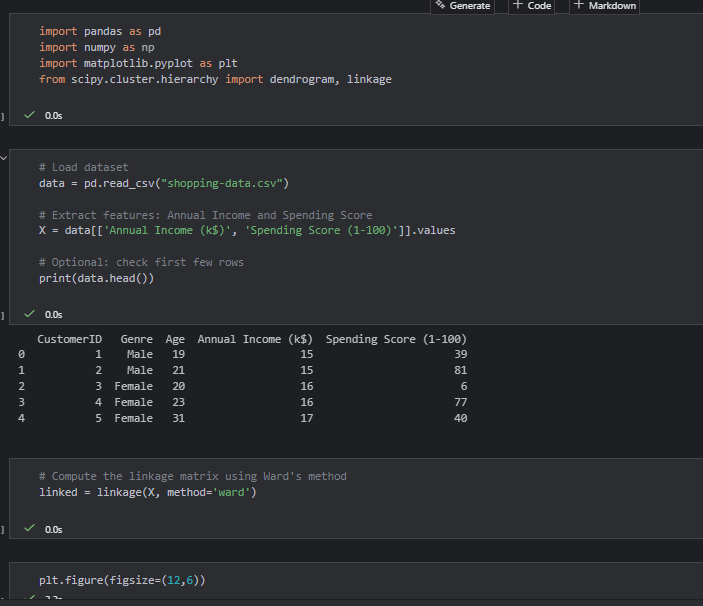 Generate + Code + Markdown
import pandas as pd
import numpy as np
import matplotlib.pyplot as plt
from scipy.cluster.hierarchy import dendrogram, linkage
] ✓ 0.0s
# Load dataset
data = pd.read_csv("shopping-data.csv")
# Extract features: Annual Income and Spending Score
X = data[['Annual Income (k$)', 'Spending Score (1-100)']].values
# Optional: check first few rows
print(data.head())
] ✓ 0.0s
CustomerID Genre Age Annual Income (k$) Spending Score (1-100)
0 1 Male 19 15 39
1 2 Male 21 15 81
2 3 Female 20 16 6
3 4 Female 23 16 77
4 5 Female 31 17 40
# Compute the linkage matrix using Ward's method
linked = linkage(X, method='ward')
] ✓ 0.0s
plt.figure(figsize=(12,6))